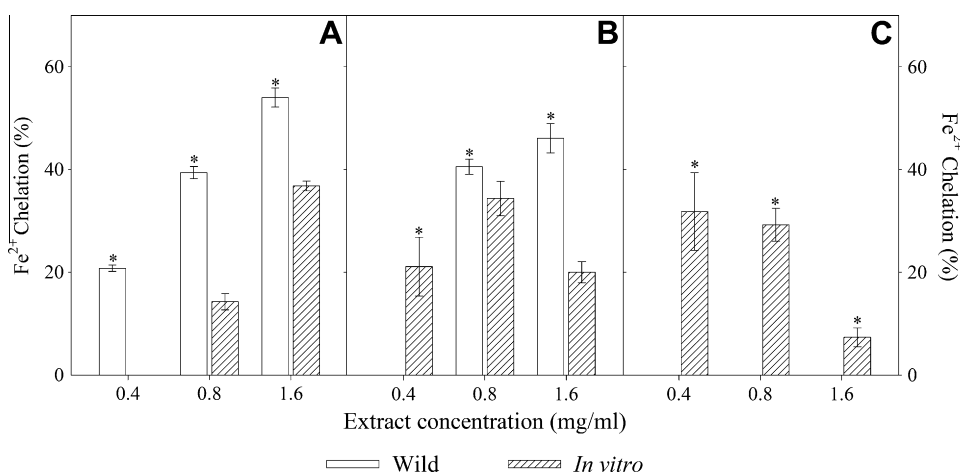 A B C
60 60
40 40
20 20
0 0
Fe²⁺ Chelation (%)
Fe²⁺ Chelation (%)
* * * * * * * * *
0.4 0.8 1.6 0.4 0.8 1.6 0.4 0.8 1.6
Extract concentration (mg/ml)
Wild In vitro